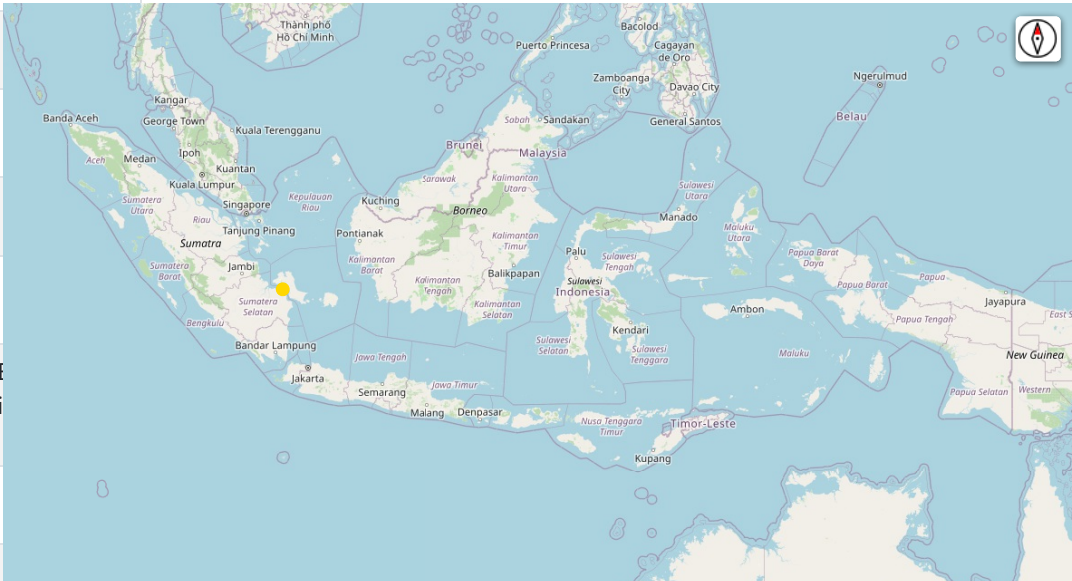 Thành phố
Hồ Chí Minh
Bacolod
Puerto Princesa
Cagayan
de Oro
Zamboanga
City
Davao City
General Santos
Ngerulmud
Belau
Kangar
Banda Aceh
George Town
Kuala Terengganu
Sabah
Sandakan
Ipoh
Medan
Aceh
Kuantan
Brunei
Malaysia
Kuala Lumpur
Sarawak
Kalimantan
Utara
Sumatera
Utara
Singapore
Kepulauan
Riau
Kuching
Borneo
Sulawesi
Utara
Manado
Riau
Tanjung Pinang
Pontianak
Kalimantan
Timur
Maluku
Utara
Sumatra
Palu
Sulawesi
Tengah
Papua Barat
Daya
Sumatera
Barat
Jambi
Kalimantan
Barat
Balikpapan
Sulawesi
Indonesia
Papua Barat
Papua
Kalimantan
Tengah
Sumatera
Selatan
Kalimantan
Selatan
Ambon
Jayapura
Bengkulu
Kendari
Papua Tengah
East S
Bandar Lampung
Sulawesi
Selatan
Sulawesi
Tenggara
Jawa Tengah
Maluku
New Guinea
Jakarta
Semarang
Jawa Timur
Papua Selatan
Western
Malang
Denpasar
Nusa Tenggara
Timur
Timor-Leste
Kupang